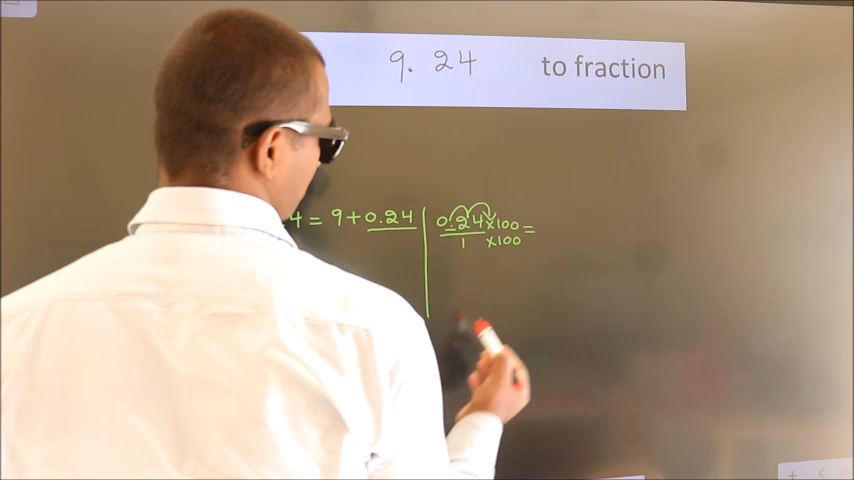 9. 24 to fraction
4 = 9 + 0.24
0.24 x100 =
1 x100